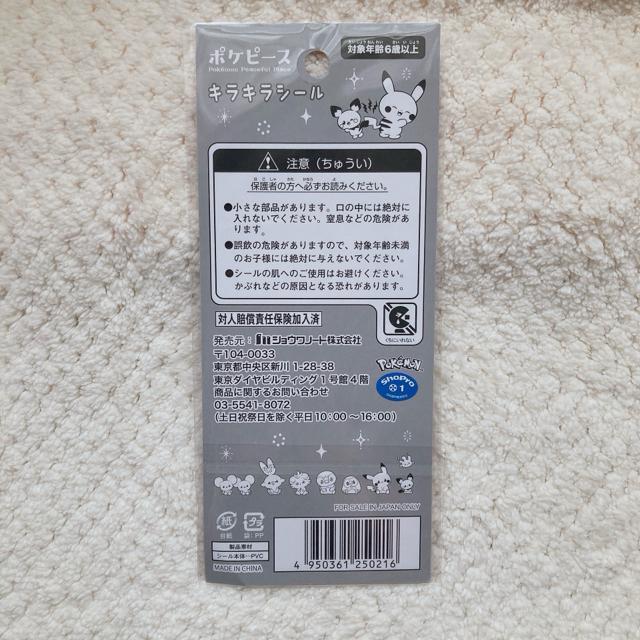 ポケピース
Pokémon Peaceful Place
対象年齢6歳以上
キラキラシール
注意（ちゅうい）
保護者の方へ必ずお読みください。
●小さな部品があります。口の中には絶対に
入れないでください。窒息などの危険があ
ります。
●誤飲の危険がありますので、対象年齢未満
のお子様には絶対に与えないでください。
●シールの肌へのご使用はお避けください。
かぶれなどの原因となる恐れがあります。
くちにいれない
対人賠償責任保険加入済
発売元：ショウワノート株式会社
〒104-0033
東京都中央区新川 1-28-38
東京ダイヤビルディング 1 号館 4 階
商品に関するお問い合わせ
03-5541-8072
（土日祝祭日を除く平日 10：00 〜16：00）
POKéMON
ShoPro
1
FOR SALE IN JAPAN ONLY
紙
台紙
プラ
袋：PP
製品素材
シール本体…PVC
MADE IN CHINA
4 950361 250216